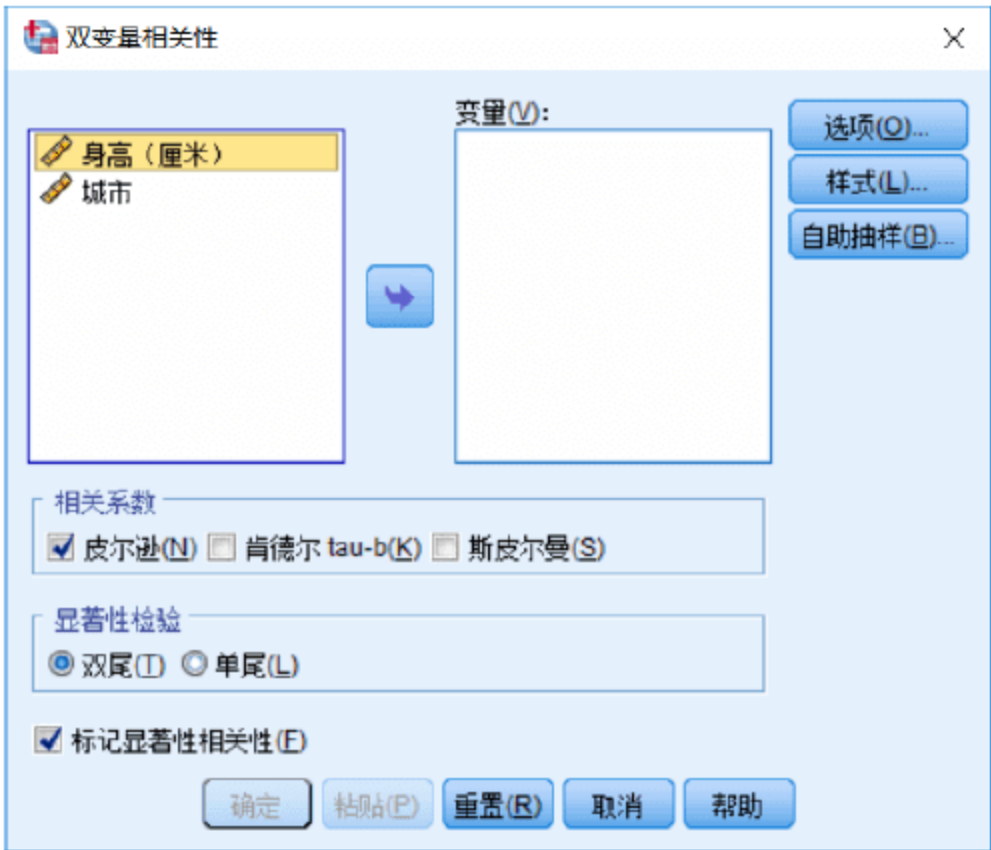 双变量相关性
变量(V):
身高（厘米）
城市
选项(O)...
样式(L)...
自助抽样(B)...
相关系数
皮尔逊(N) 肯德尔 tau-b(K) 斯皮尔曼(S)
显著性检验
双尾(T) 单尾(L)
标记显著性相关性(F)
确定 粘贴(P) 重置(R) 取消 帮助